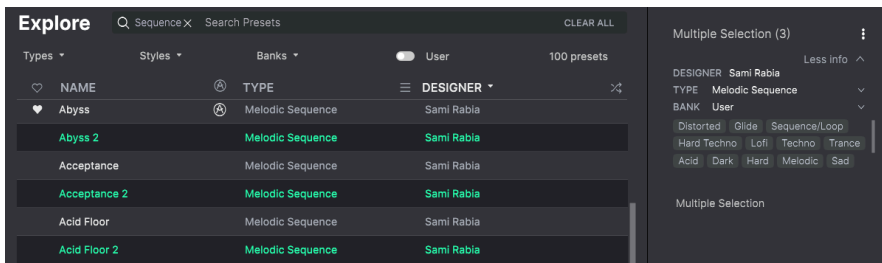 Explore Sequence X Search Presets CLEAR ALL
Types Styles Banks User 100 presets
NAME TYPE DESIGNER
Abyss Melodic Sequence Sami Rabia
Abyss 2 Melodic Sequence Sami Rabia
Acceptance Melodic Sequence Sami Rabia
Acceptance 2 Melodic Sequence Sami Rabia
Acid Floor Melodic Sequence Sami Rabia
Acid Floor 2 Melodic Sequence Sami Rabia
Multiple Selection (3)
Less info
DESIGNER Sami Rabia
TYPE Melodic Sequence
BANK User
Distorted Glide Sequence/Loop
Hard Techno Lofi Techno Trance
Acid Dark Hard Melodic Sad
Multiple Selection